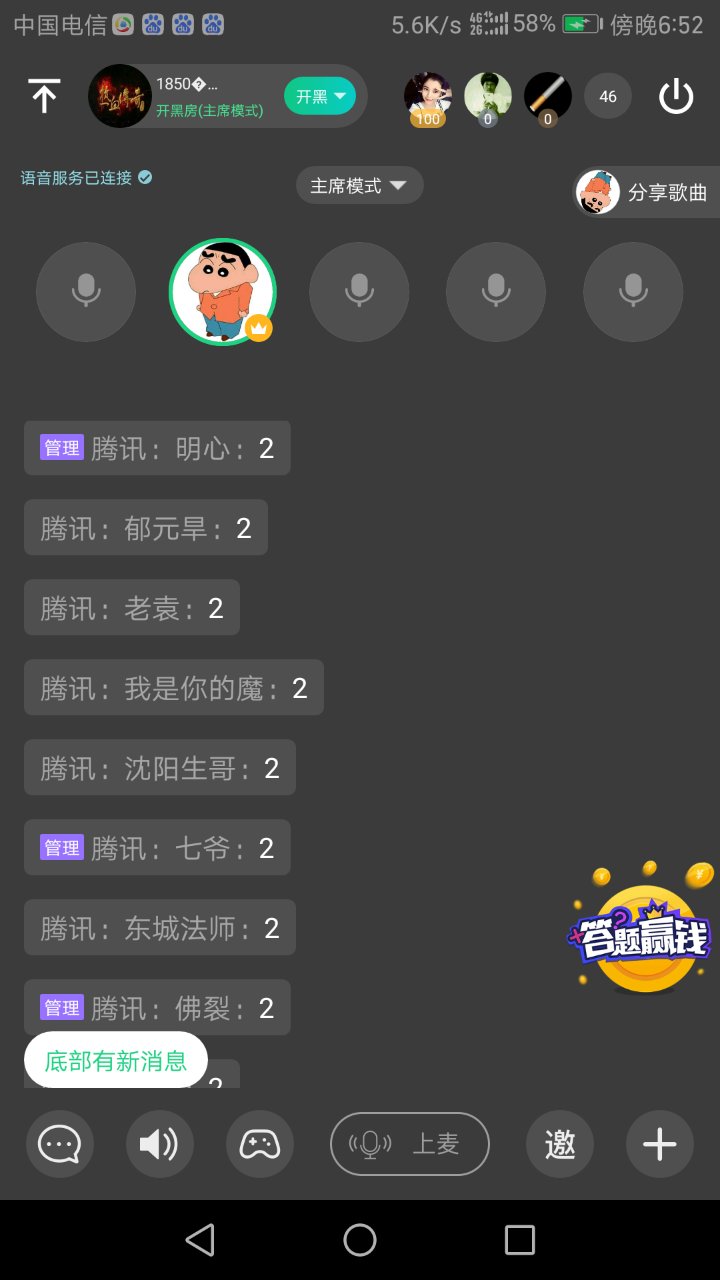 中国电信 5.6K/s 4G 2G 58% 傍晚6:52
1850�...
开黑房(主席模式)
开黑
100
0
0
46
语音服务已连接
主席模式
分享歌曲
管理 腾讯：明心：2
腾讯：郁元旱：2
腾讯：老袁：2
腾讯：我是你的魔：2
腾讯：沈阳生哥：2
管理 腾讯：七爷：2
腾讯：东城法师：2
答题赢钱
管理 腾讯：佛裂：2
底部有新消息
2
上麦
邀